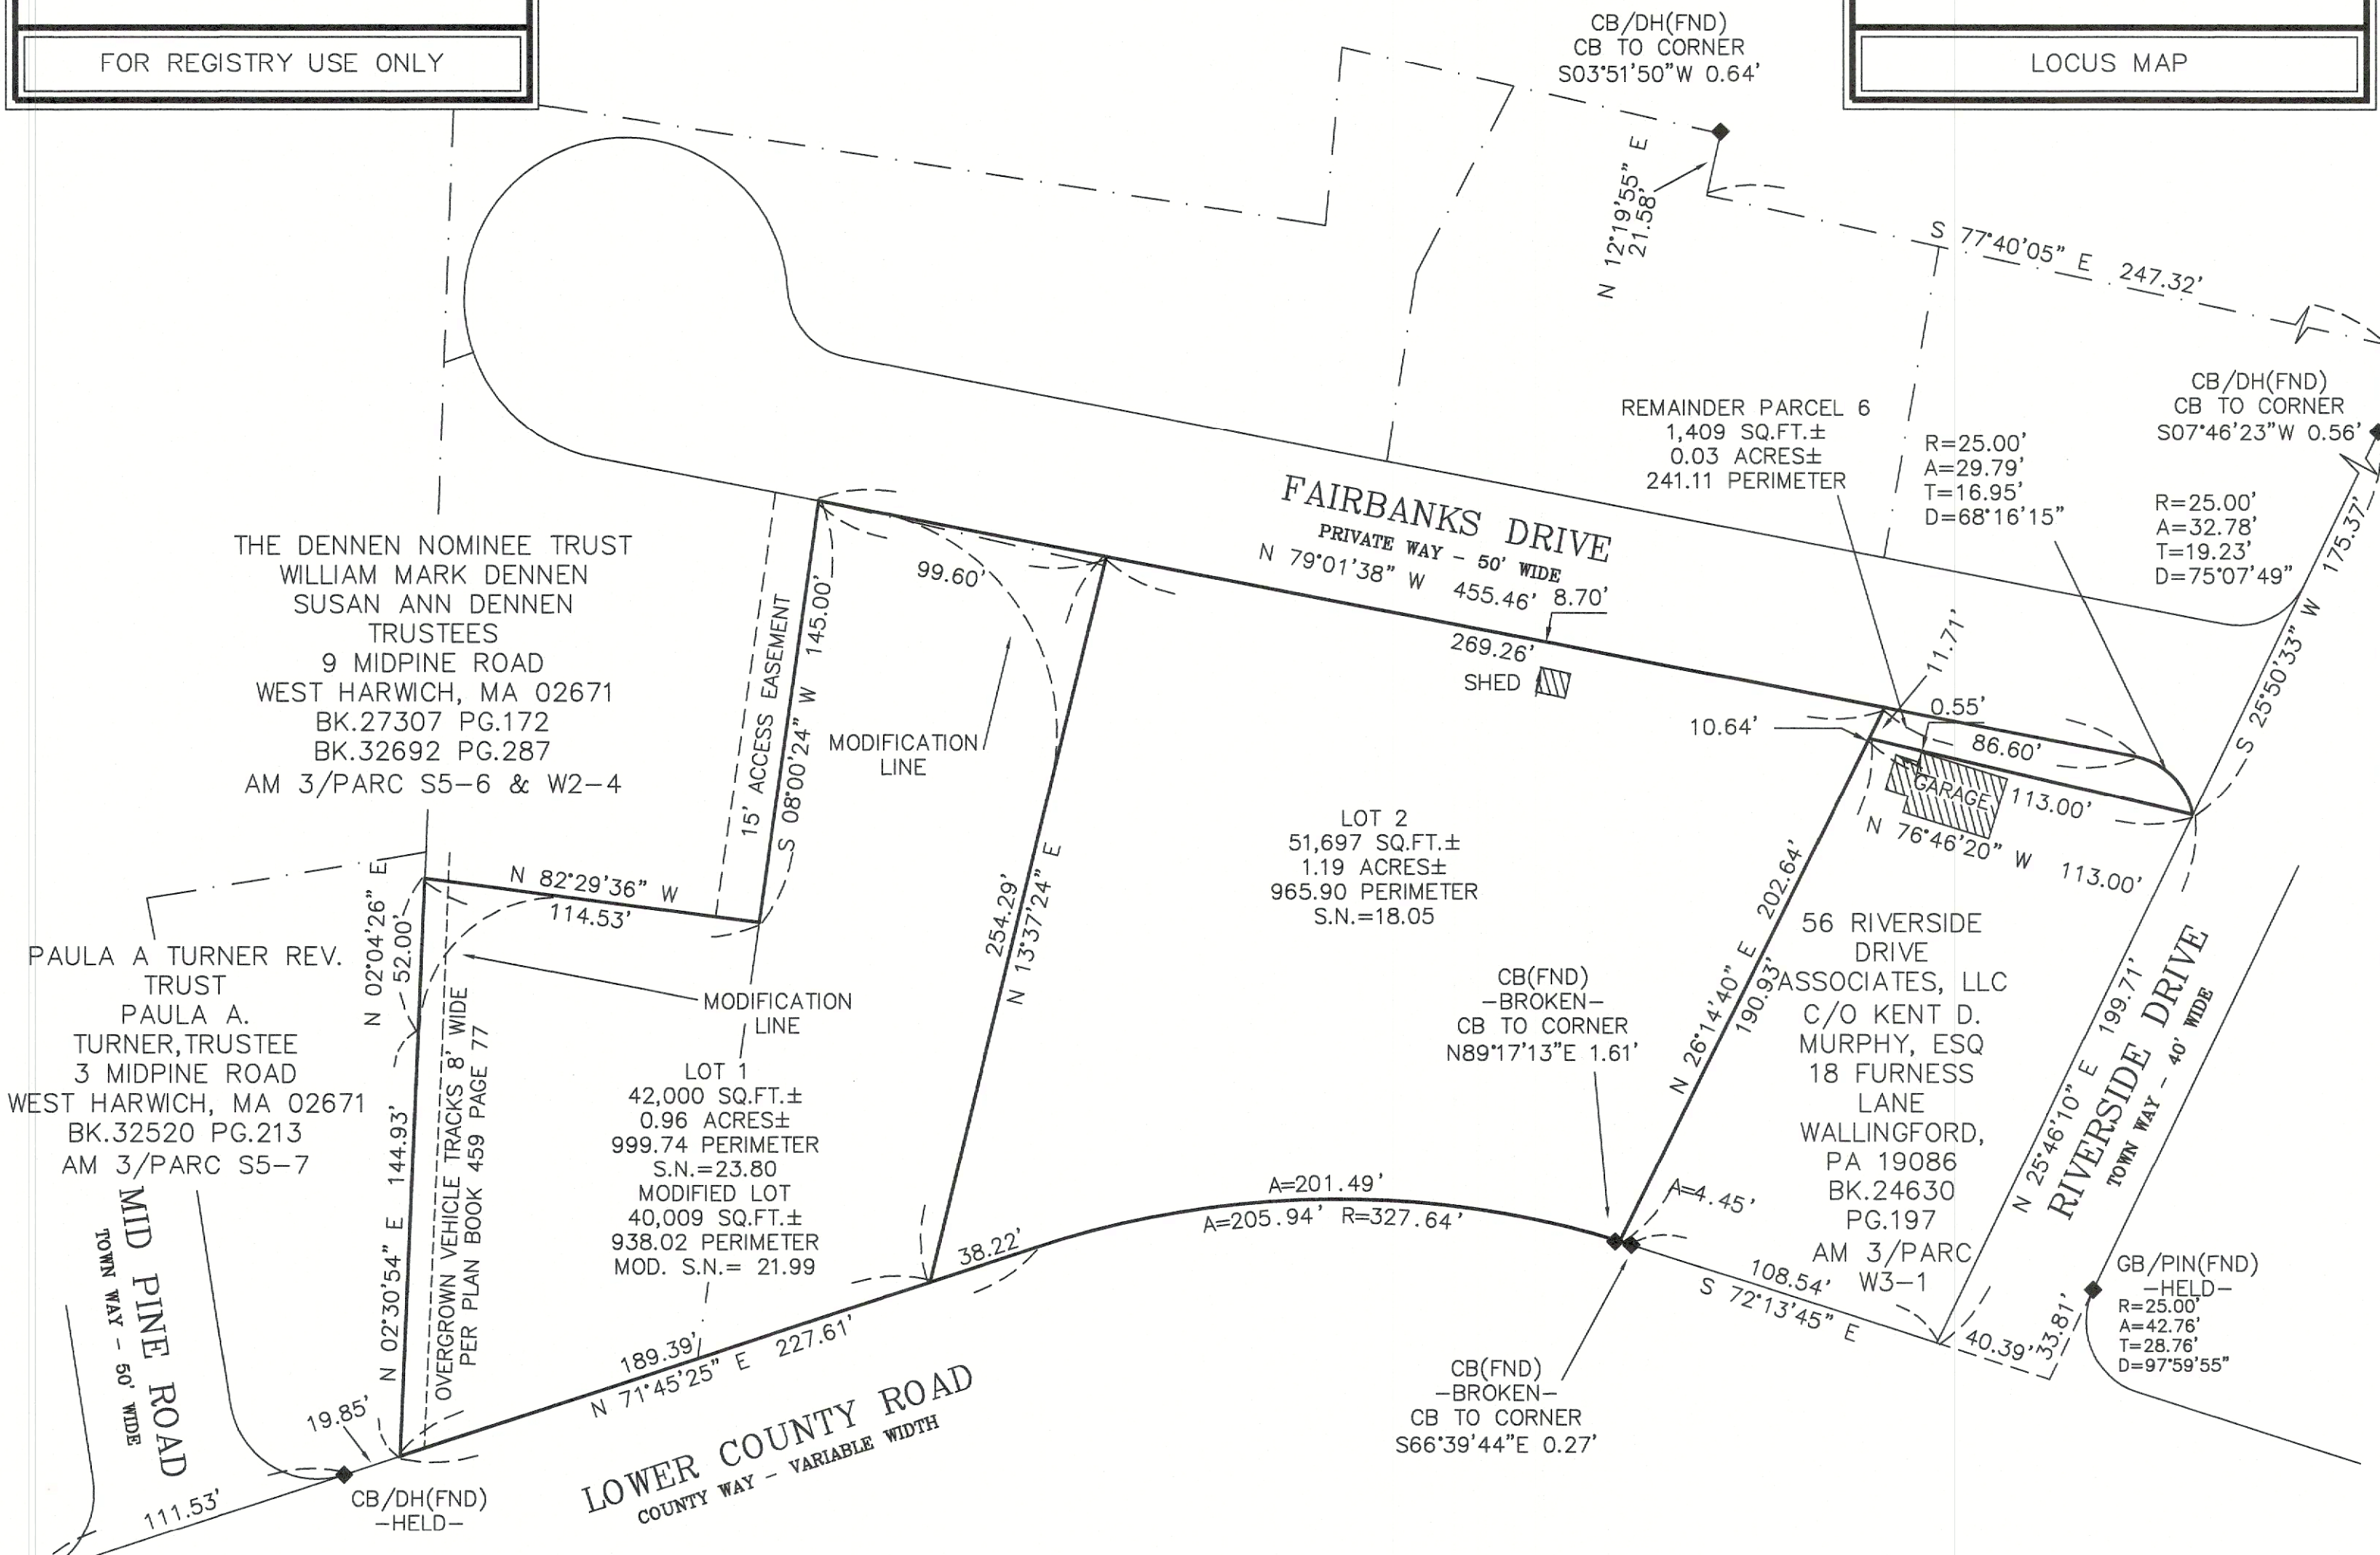 FOR REGISTRY USE ONLY
CB/DH(FND)
CB TO CORNER
S03°51'50"W 0.64'
LOCUS MAP
N 12°19'55" E
21.58'
S 77°40'05" E 247.32'
CB/DH(FND)
CB TO CORNER
S07°46'23"W 0.56'
REMAINDER PARCEL 6
1,409 SQ.FT.±
0.03 ACRES±
241.11 PERIMETER
R=25.00'
A=29.79'
T=16.95'
D=68°16'15"
R=25.00'
A=32.78'
T=19.23'
D=75°07'49"
175.37'
S 25°50'33" W
FAIRBANKS DRIVE
PRIVATE WAY - 50' WIDE
N 79°01'38" W 455.46'
8.70'
269.26'
SHED
THE DENNEN NOMINEE TRUST
WILLIAM MARK DENNEN
SUSAN ANN DENNEN
TRUSTEES
9 MIDPINE ROAD
WEST HARWICH, MA 02671
BK.27307 PG.172
BK.32692 PG.287
AM 3/PARC S5-6 & W2-4
99.60'
15' ACCESS EASEMENT
S 08°00'24" W 145.00'
MODIFICATION
LINE
11.71'
0.55'
10.64'
86.60'
GARAGE
113.00'
N 76°46'20" W 113.00'
LOT 2
51,697 SQ.FT.±
1.19 ACRES±
965.90 PERIMETER
S.N.=18.05
N 82°29'36" W
114.53'
N 02°04'26" E
52.00'
254.29'
N 13°37'24" E
202.64'
N 26°14'40" E
190.93'
PAULA A TURNER REV.
TRUST
PAULA A.
TURNER,TRUSTEE
3 MIDPINE ROAD
WEST HARWICH, MA 02671
BK.32520 PG.213
AM 3/PARC S5-7
MODIFICATION
LINE
OVERGROWN VEHICLE TRACKS 8' WIDE
PER PLAN BOOK 459 PAGE 77
LOT 1
42,000 SQ.FT.±
0.96 ACRES±
999.74 PERIMETER
S.N.=23.80
MODIFIED LOT
40,009 SQ.FT.±
938.02 PERIMETER
MOD. S.N.= 21.99
CB(FND)
-BROKEN-
CB TO CORNER
N89°17'13"E 1.61'
56 RIVERSIDE
DRIVE
ASSOCIATES, LLC
C/O KENT D.
MURPHY, ESQ
18 FURNESS
LANE
WALLINGFORD,
PA 19086
BK.24630
PG.197
AM 3/PARC
W3-1
N 25°46'10" E 199.71'
RIVERSIDE DRIVE
TOWN WAY - 40' WIDE
N 02°30'54" E 144.93'
MID PINE ROAD
TOWN WAY - 50' WIDE
A=201.49'
A=205.94' R=327.64'
A=4.45'
38.22'
108.54'
S 72°13'45" E
40.39'
33.81'
GB/PIN(FND)
-HELD-
R=25.00'
A=42.76'
T=28.76'
D=97°59'55"
189.39'
N 71°45'25" E 227.61'
LOWER COUNTY ROAD
COUNTY WAY - VARIABLE WIDTH
CB(FND)
-BROKEN-
CB TO CORNER
S66°39'44"E 0.27'
19.85'
111.53'
CB/DH(FND)
-HELD-